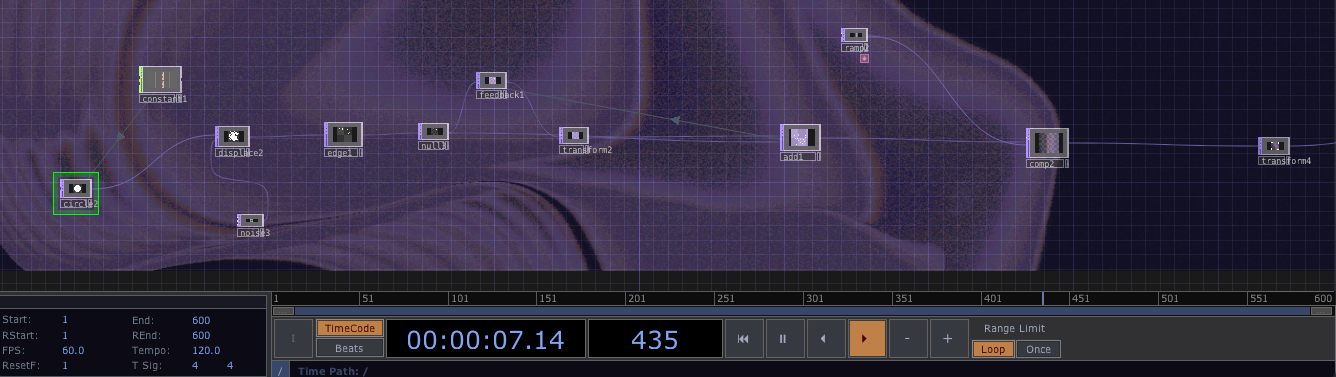 ramp2
constant1
feedback1
displace2
edge1
null3
transform2
add1
comp2
transform4
circle2
noise3
1 51 101 151 201 251 301 351 401 451 501 551 600
Start: 1 End: 600
RStart: 1 REnd: 600
FPS: 60.0 Tempo: 120.0
ResetF: 1 T Sig: 4 4
TimeCode
Beats
00:00:07.14
435
- +
Range Limit
Loop Once
/ Time Path: /